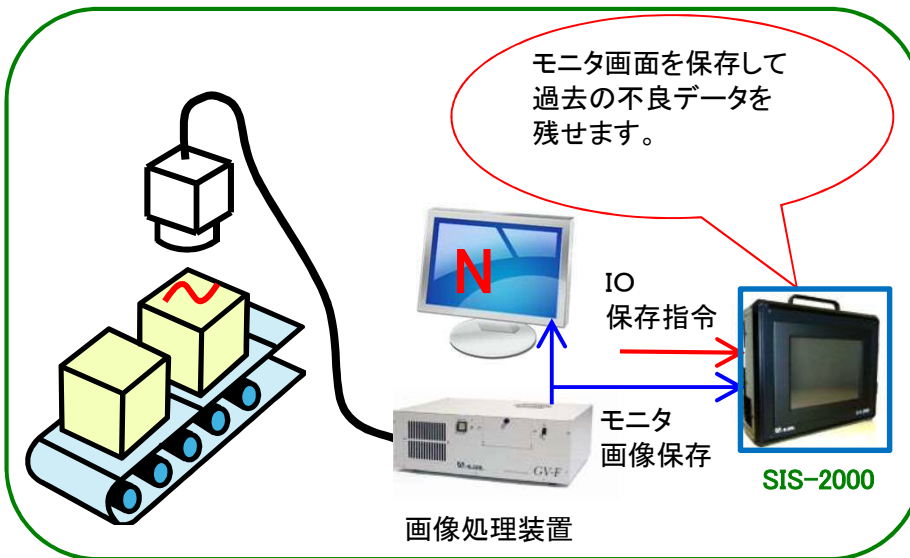 モニタ画面を保存して
過去の不良データを
残せます。
N
IO
保存指令
モニタ
画像保存
GV-F
SIS-2000
画像処理装置